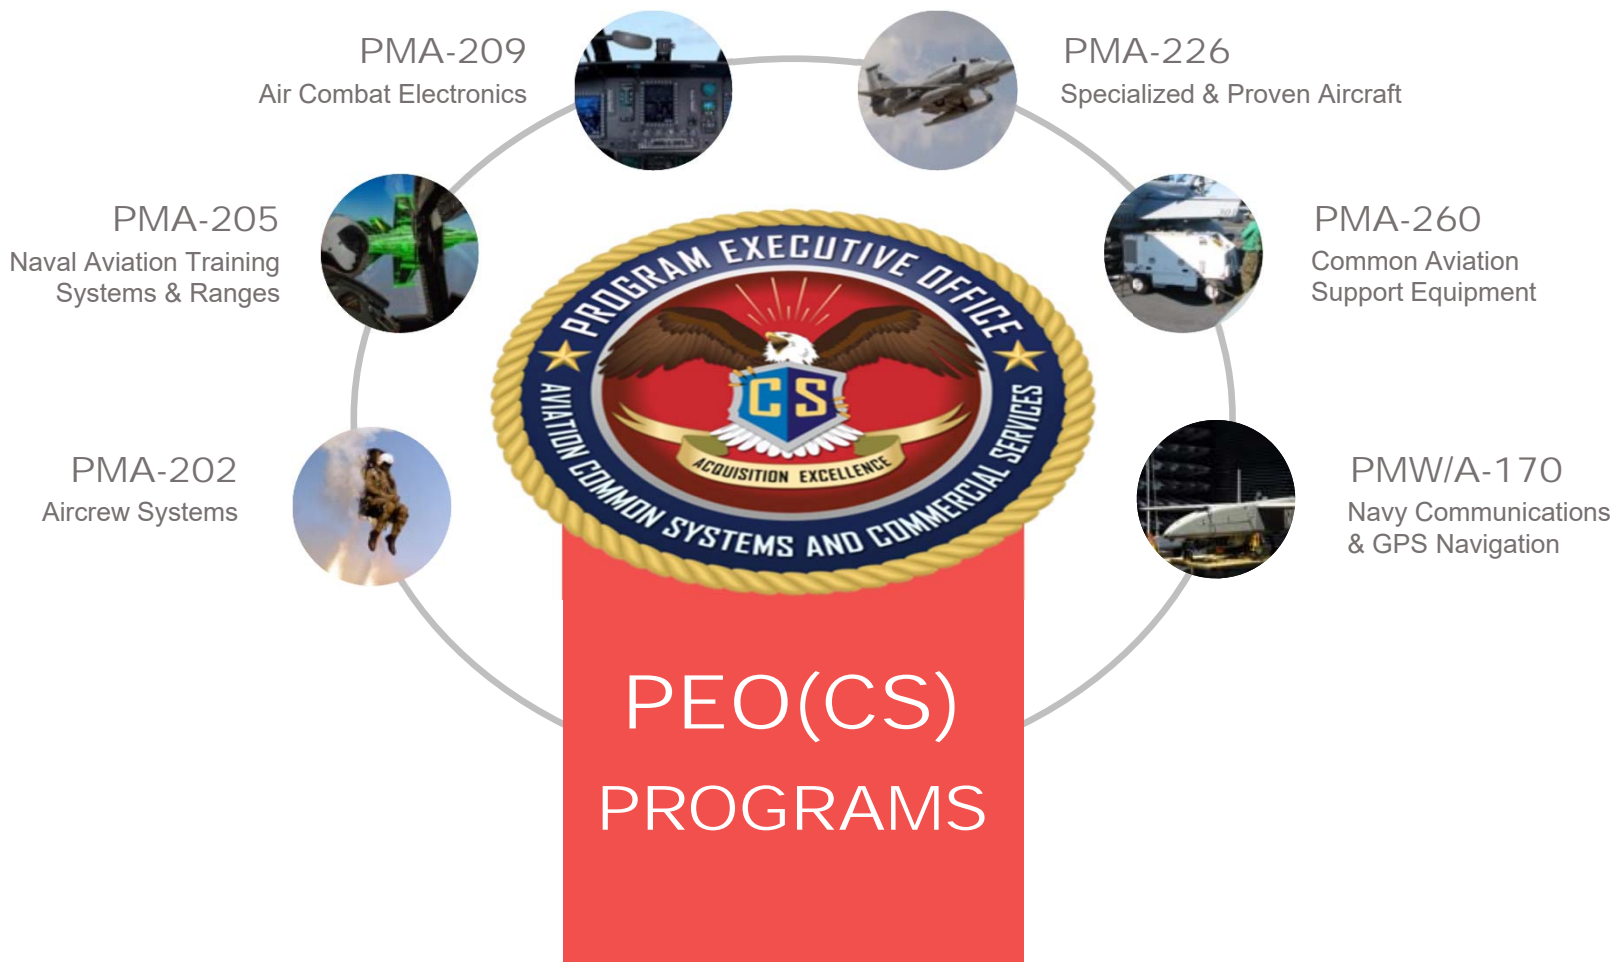 PMA-209
Air Combat Electronics
PMA-226
Specialized & Proven Aircraft
PMA-205
Naval Aviation Training
Systems & Ranges
PMA-260
Common Aviation
Support Equipment
PMA-202
Aircrew Systems
PMW/A-170
Navy Communications
& GPS Navigation
PROGRAM EXECUTIVE OFFICE
CS
ACQUISITION EXCELLENCE
AVIATION COMMON SYSTEMS AND COMMERCIAL SERVICES
PEO(CS)
PROGRAMS